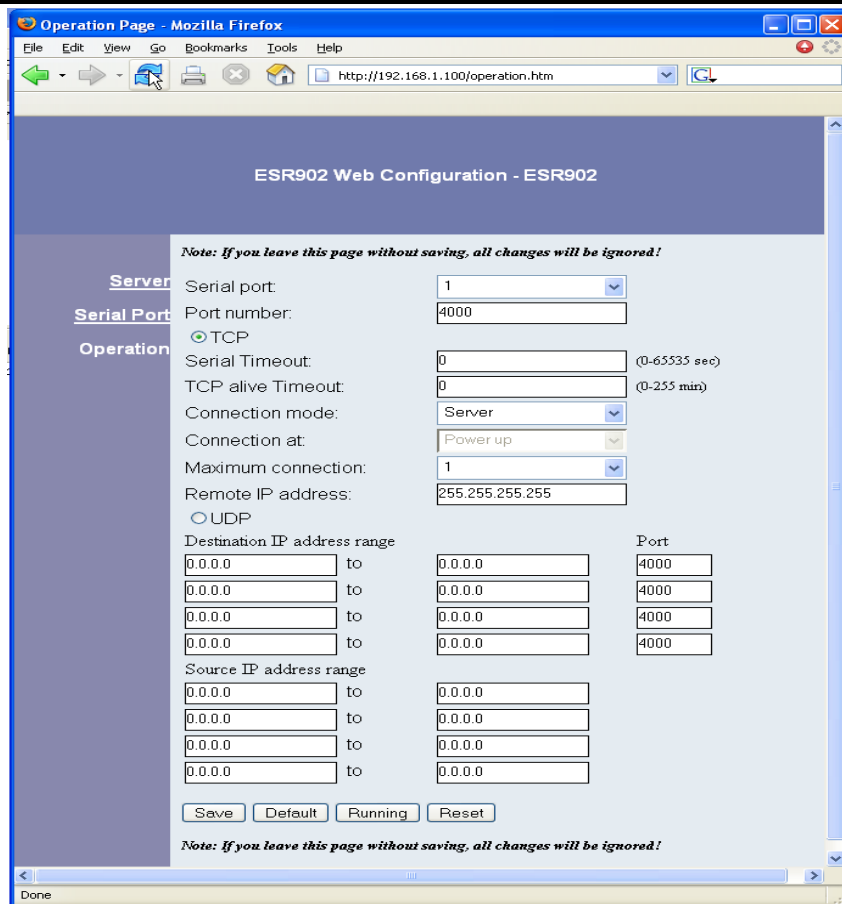 Operation Page - Mozilla Firefox
File Edit View Go Bookmarks Tools Help
http://192.168.1.100/operation.htm G
ESR902 Web Configuration - ESR902
Note: If you leave this page without saving, all changes will be ignored!
Server
Serial Port
Operation
Serial port: 1
Port number: 4000
TCP
Serial Timeout: 0 (0-65535 sec)
TCP alive Timeout: 0 (0-255 min)
Connection mode: Server
Connection at: Power up
Maximum connection: 1
Remote IP address: 255.255.255.255
UDP
Destination IP address range Port
0.0.0.0 to 0.0.0.0 4000
0.0.0.0 to 0.0.0.0 4000
0.0.0.0 to 0.0.0.0 4000
0.0.0.0 to 0.0.0.0 4000
Source IP address range
0.0.0.0 to 0.0.0.0
0.0.0.0 to 0.0.0.0
0.0.0.0 to 0.0.0.0
0.0.0.0 to 0.0.0.0
Save Default Running Reset
Note: If you leave this page without saving, all changes will be ignored!
Done